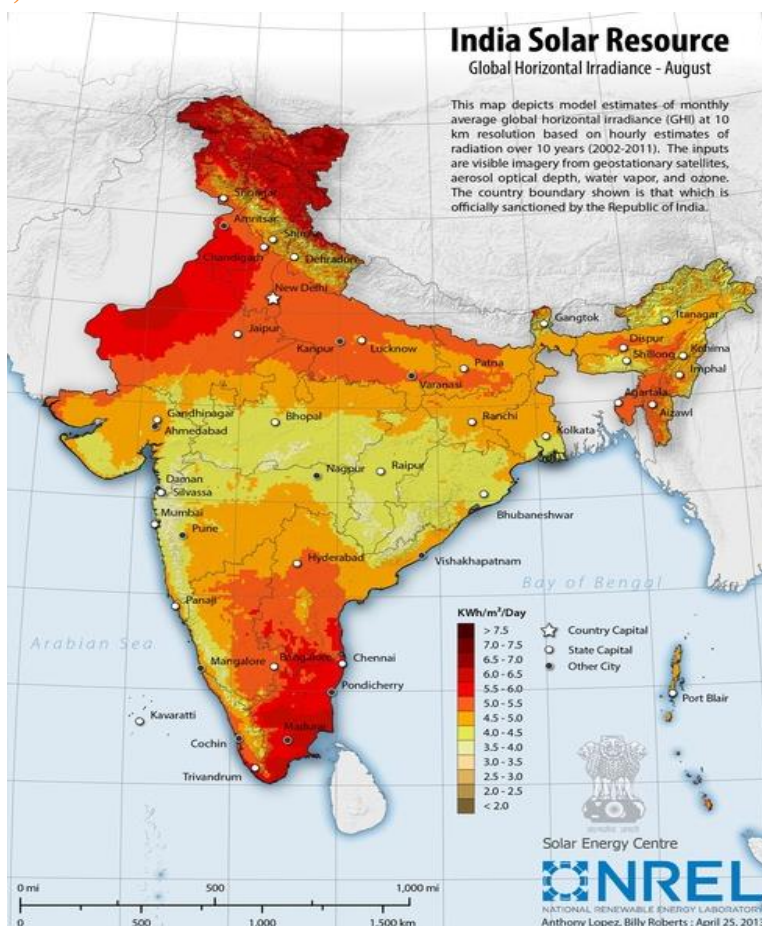 India Solar Resource
Global Horizontal Irradiance - August
This map depicts model estimates of monthly
average global horizontal irradiance (GHI) at 10
km resolution based on hourly estimates of
radiation over 10 years (2002-2011). The inputs
are visible imagery from geostationary satellites,
aerosol optical depth, water vapor, and ozone.
The country boundary shown is that which is
officially sanctioned by the Republic of India.
Srinagar
Amritsar
Shimla
Chandigarh
Dehradun
New Delhi
Jaipur
Kanpur
Lucknow
Patna
Varanasi
Gangtok
Itanagar
Dispur
Shillong
Kohima
Imphal
Agartala
Aizawl
Gandhinagar
Ahmedabad
Bhopal
Ranchi
Kolkata
Nagpur
Raipur
Daman
Silvassa
Bhubaneshwar
Mumbai
Pune
Hyderabad
Vishakhapatnam
Bay of Bengal
Panaji
Arabian Sea
Mangalore
Bangalore
Chennai
Pondicherry
Kavaratti
Cochin
Madurai
Trivandrum
Port Blair
KWh/m²/Day
> 7.5
7.0 - 7.5
6.5 - 7.0
6.0 - 6.5
5.5 - 6.0
5.0 - 5.5
4.5 - 5.0
4.0 - 4.5
3.5 - 4.0
3.0 - 3.5
2.5 - 3.0
2.0 - 2.5
< 2.0
Country Capital
State Capital
Other City
Solar Energy Centre
NREL
NATIONAL RENEWABLE ENERGY LABORATORY
Anthony Lopez, Billy Roberts ; April 25, 2013
0 mi 500 1,000 mi
0 500 1,000 1,500 km